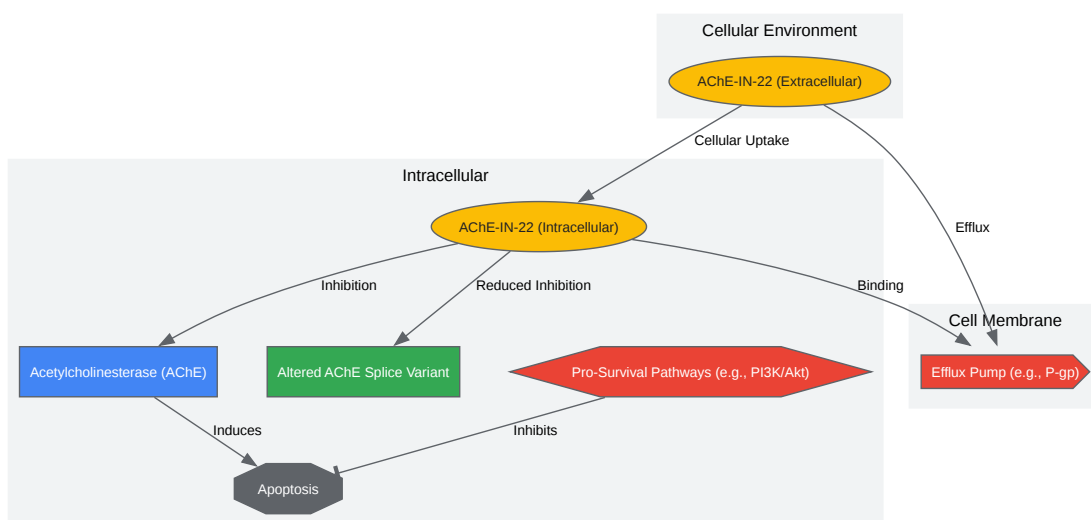 Cellular Environment
AChE-IN-22 (Extracellular)
Cellular Uptake
Intracellular
AChE-IN-22 (Intracellular)
Efflux
Inhibition
Reduced Inhibition
Binding
Cell Membrane
Acetylcholinesterase (AChE)
Altered AChE Splice Variant
Pro-Survival Pathways (e.g., PI3K/Akt)
Efflux Pump (e.g., P-gp)
Induces
Inhibits
Apoptosis